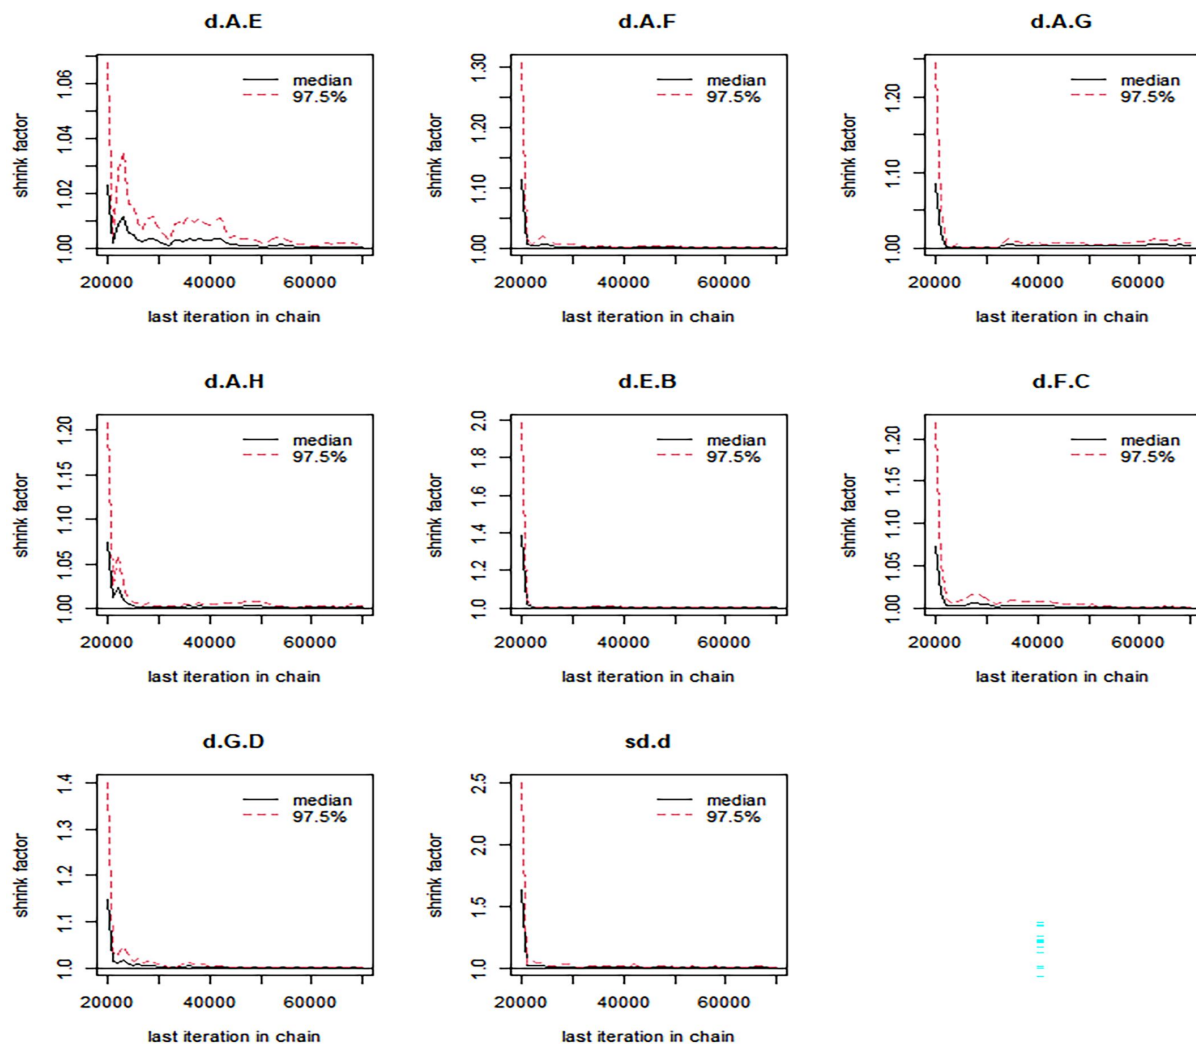 d.A.E
d.A.F
d.A.G
shrink factor
1.00
1.02
1.04
1.06
median
97.5%
20000
40000
60000
last iteration in chain
shrink factor
1.00
1.10
1.20
1.30
median
97.5%
20000
40000
60000
last iteration in chain
shrink factor
1.00
1.10
1.20
median
97.5%
20000
40000
60000
last iteration in chain
d.A.H
d.E.B
d.F.C
shrink factor
1.00
1.05
1.10
1.15
1.20
median
97.5%
20000
40000
60000
last iteration in chain
shrink factor
1.0
1.2
1.4
1.6
1.8
2.0
median
97.5%
20000
40000
60000
last iteration in chain
shrink factor
1.00
1.05
1.10
1.15
1.20
median
97.5%
20000
40000
60000
last iteration in chain
d.G.D
sd.d
shrink factor
1.0
1.1
1.2
1.3
1.4
median
97.5%
20000
40000
60000
last iteration in chain
shrink factor
1.0
1.5
2.0
2.5
median
97.5%
20000
40000
60000
last iteration in chain